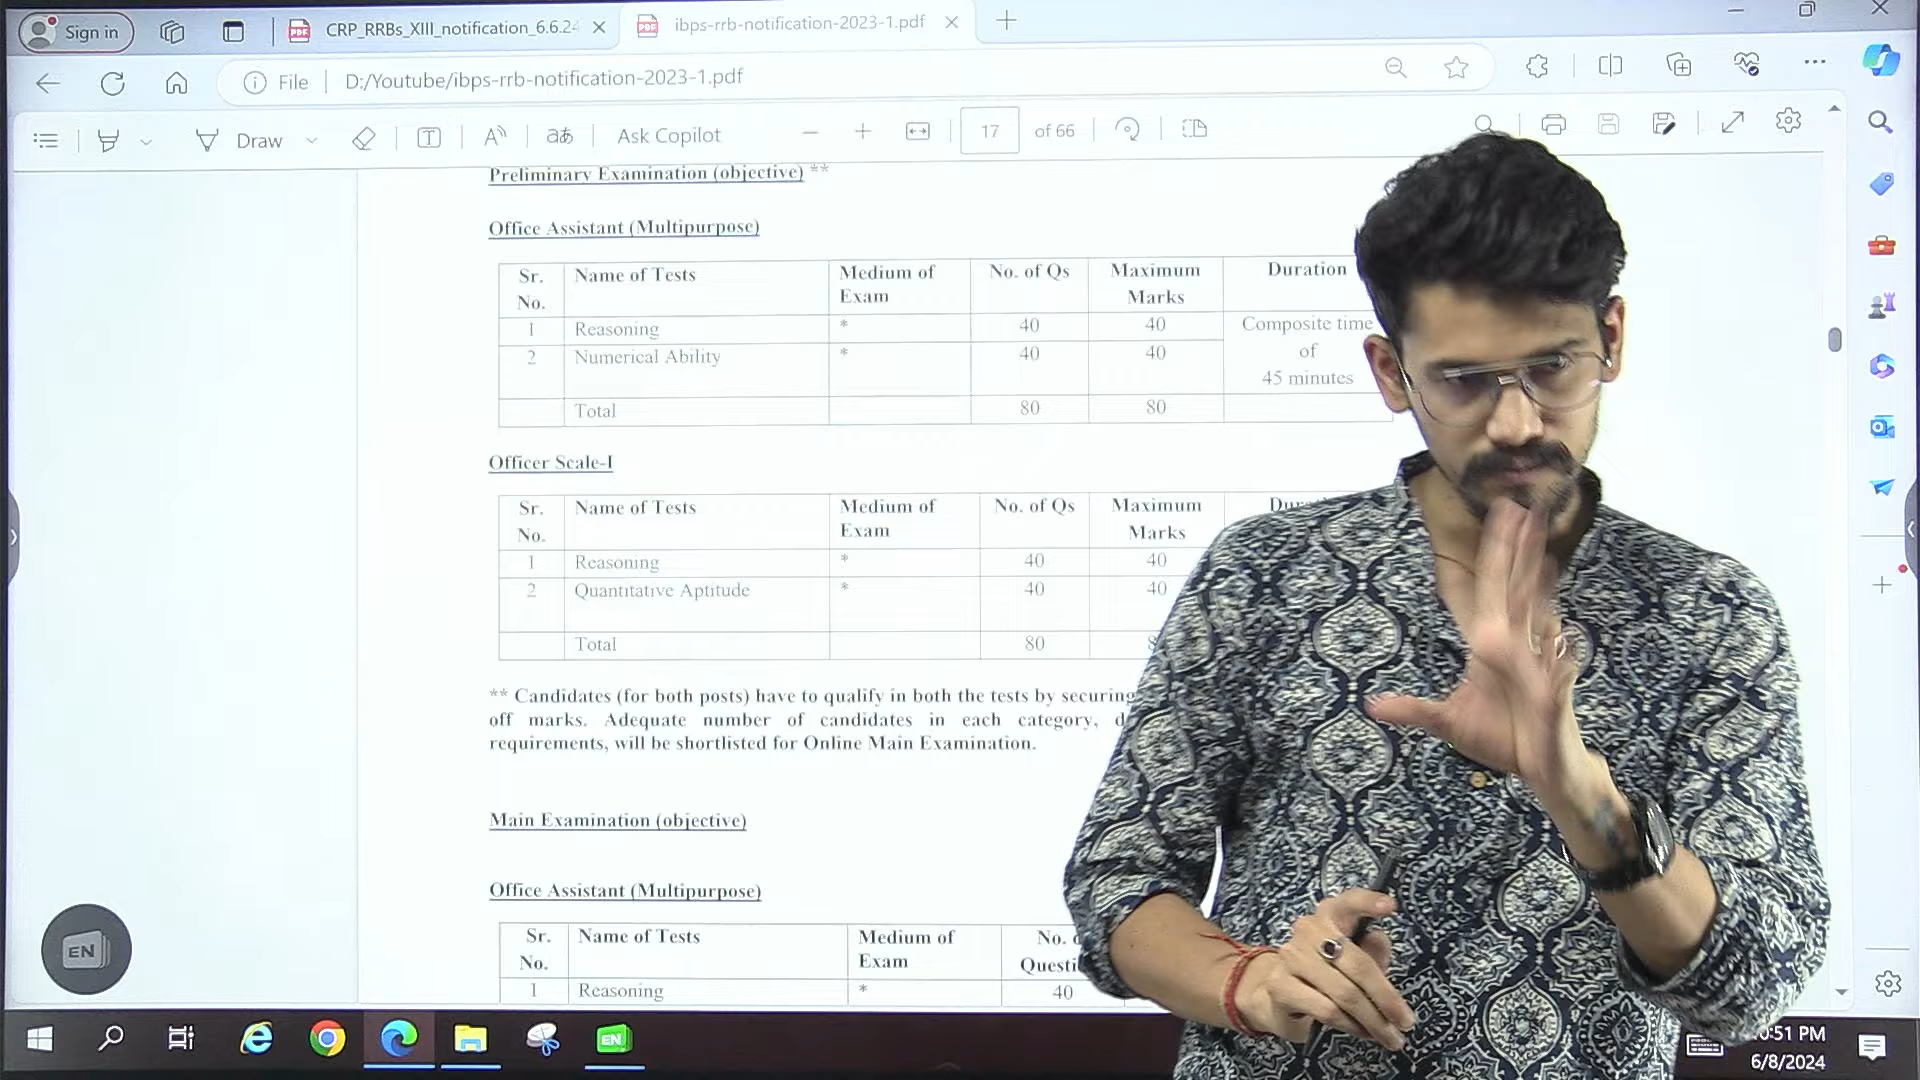 Sign in
CRP_RRBs_XIII_notification_6.6.24
ibps-rrb-notification-2023-1.pdf
File
D:/Youtube/ibps-rrb-notification-2023-1.pdf
Draw
aあ
Ask Copilot
17 of 66
Preliminary Examination (objective) **
Office Assistant (Multipurpose)
Sr. No. Name of Tests Medium of Exam No. of Qs Maximum Marks Duration
1 Reasoning * 40 40 Composite time of 45 minutes
2 Numerical Ability * 40 40
Total 80 80
Officer Scale-I
Sr. No. Name of Tests Medium of Exam No. of Qs Maximum Marks
1 Reasoning * 40 40
2 Quantitative Aptitude * 40 40
Total 80
** Candidates (for both posts) have to qualify in both the tests by securing
off marks. Adequate number of candidates in each category,
requirements, will be shortlisted for Online Main Examination.
Main Examination (objective)
Office Assistant (Multipurpose)
Sr. No. Name of Tests Medium of Exam No.
1 Reasoning * 40
EN
EN
:51 PM
6/8/2024